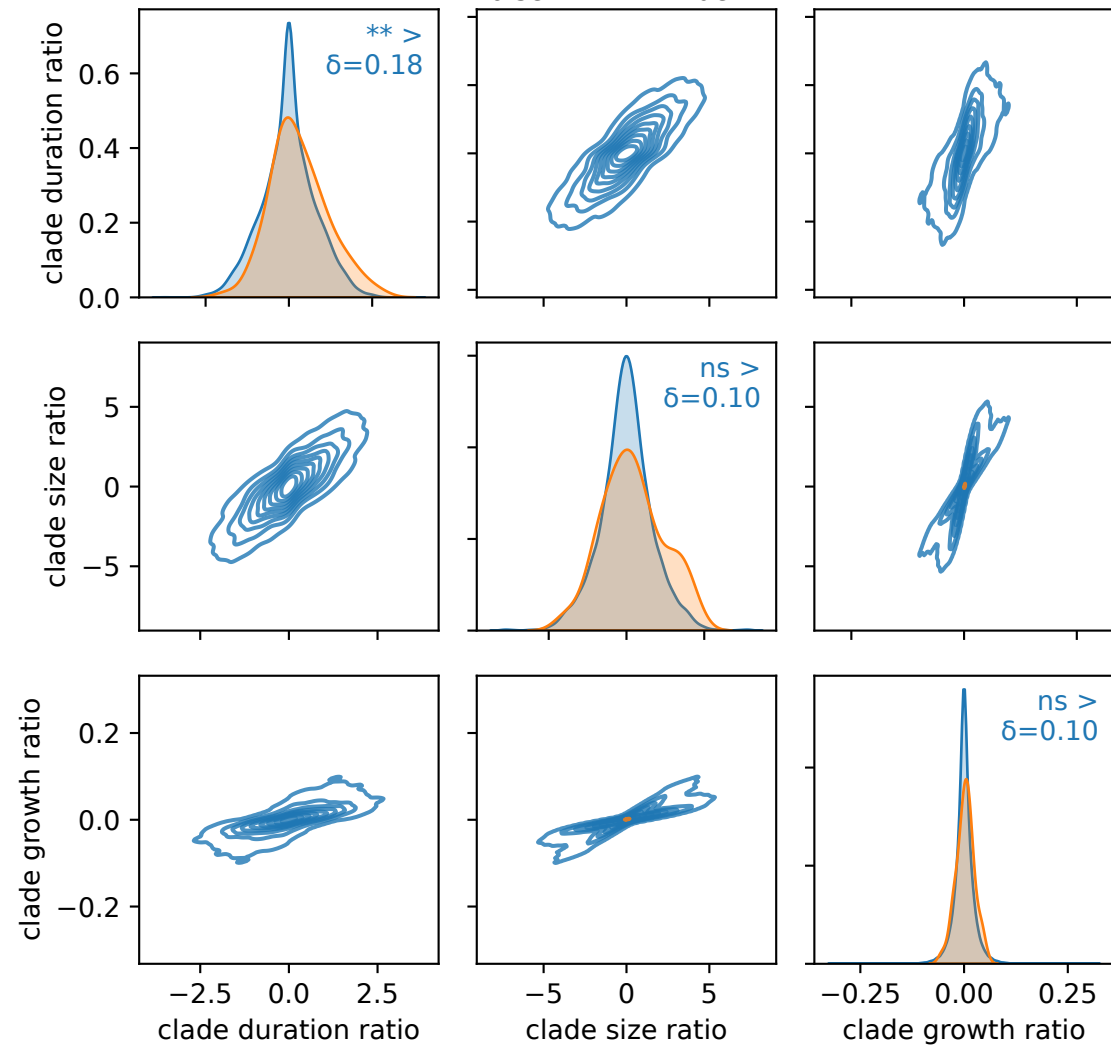 clade duration ratio
0.6
0.4
0.2
0.0
** >
δ=0.18
clade size ratio
5
0
−5
ns >
δ=0.10
clade growth ratio
0.2
0.0
−0.2
ns >
δ=0.10
−2.5 0.0 2.5
−5 0 5
−0.25 0.00 0.25
clade duration ratio
clade size ratio
clade growth ratio